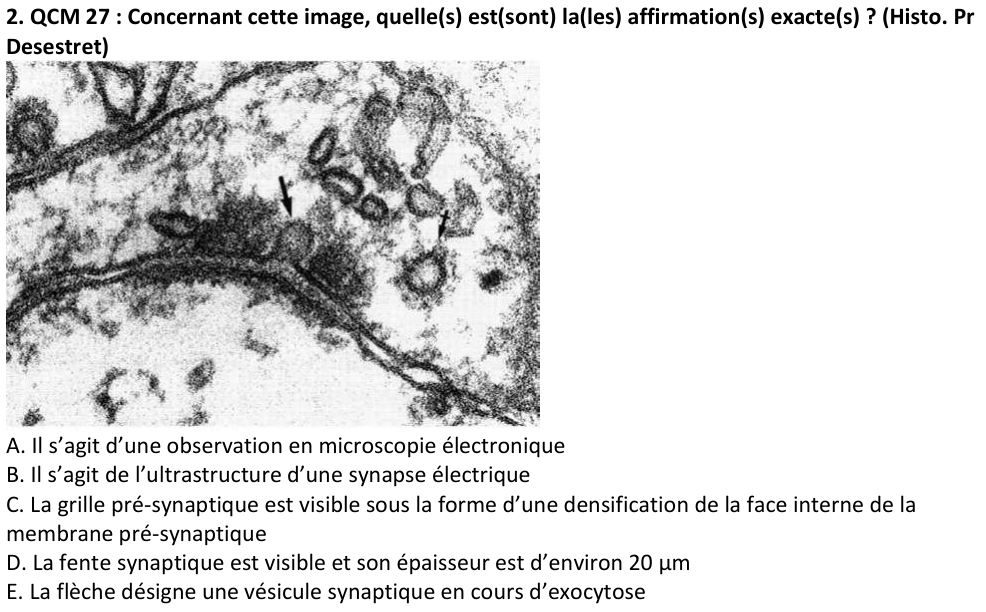 2. QCM 27 : Concernant cette image, quelle(s) est(sont) la(les) affirmation(s) exacte(s) ? (Histo. Pr
Desestret)
A. Il s’agit d’une observation en microscopie électronique
B. Il s’agit de l’ultrastructure d’une synapse électrique
C. La grille pré-synaptique est visible sous la forme d’une densification de la face interne de la
membrane pré-synaptique
D. La fente synaptique est visible et son épaisseur est d’environ 20 µm
E. La flèche désigne une vésicule synaptique en cours d’exocytose